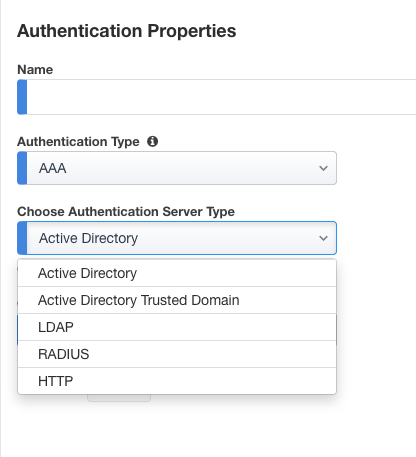 Authentication Properties
Name
Authentication Type
AAA
Choose Authentication Server Type
Active Directory
Active Directory
Active Directory Trusted Domain
LDAP
RADIUS
HTTP